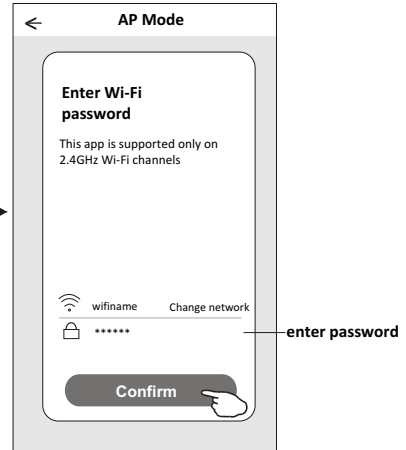 AP Mode
Enter Wi-Fi
password
This app is supported only on
2.4GHz Wi-Fi channels
wifiname Change network
******
enter password
Confirm